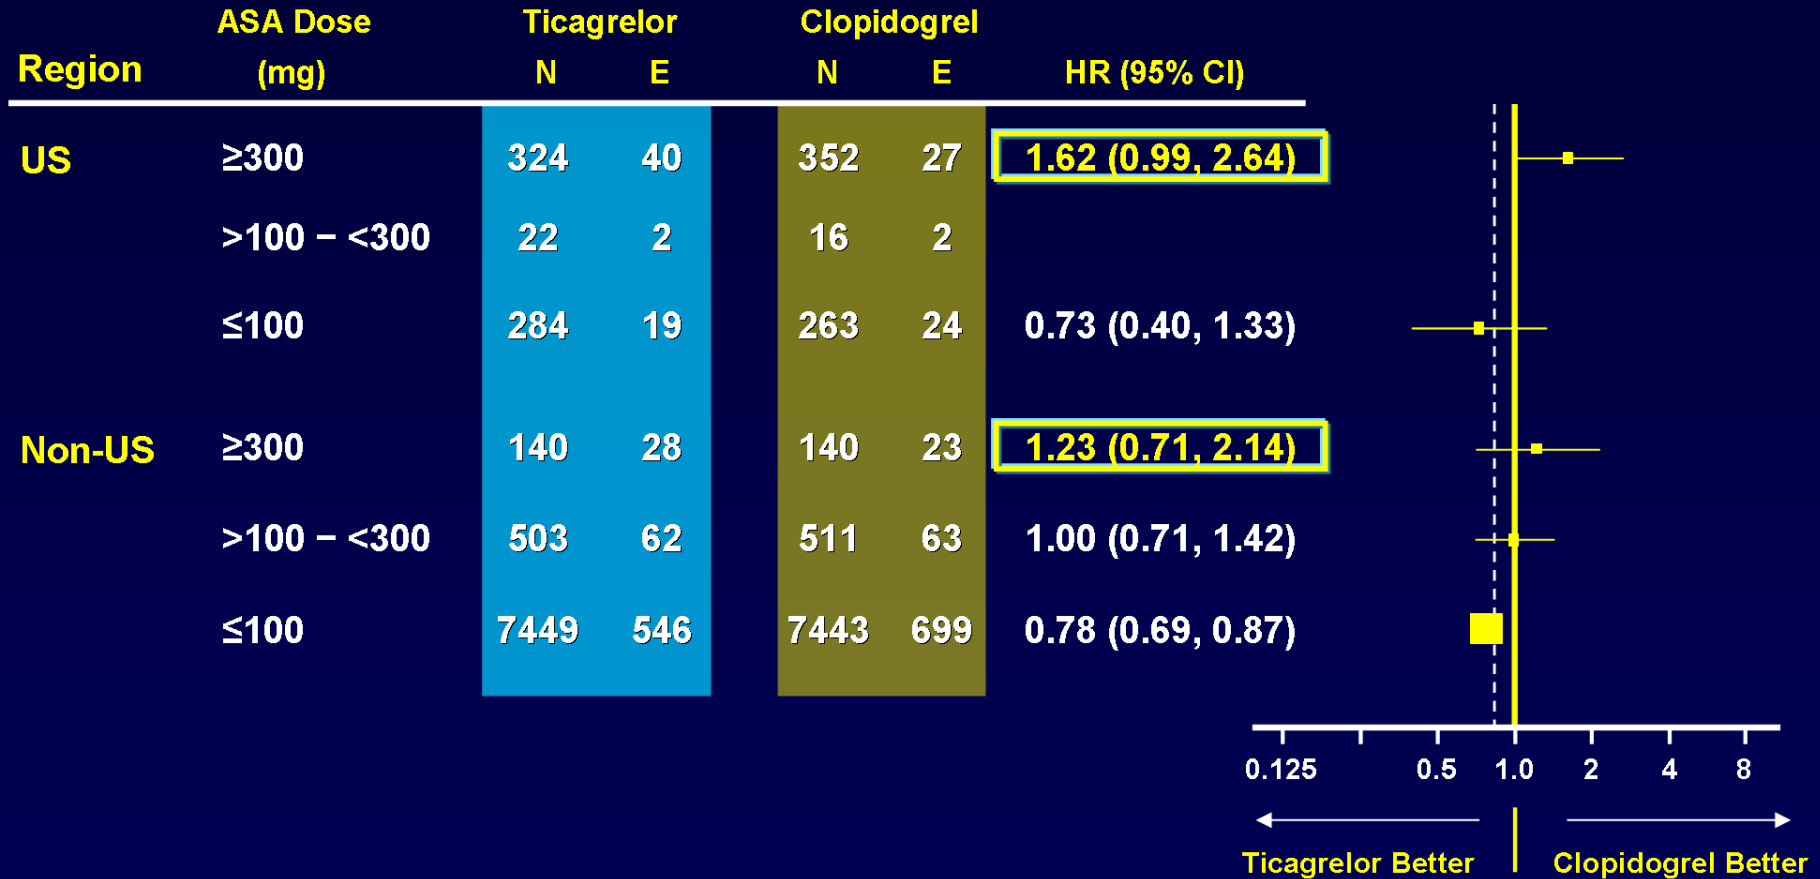 ASA Dose Ticagrelor Clopidogrel
Region (mg) N E N E HR (95% CI)
US ≥300 324 40 352 27 1.62 (0.99, 2.64)
>100 – <300 22 2 16 2
≤100 284 19 263 24 0.73 (0.40, 1.33)
Non-US ≥300 140 28 140 23 1.23 (0.71, 2.14)
>100 – <300 503 62 511 63 1.00 (0.71, 1.42)
≤100 7449 546 7443 699 0.78 (0.69, 0.87)
0.125 0.5 1.0 2 4 8
Ticagrelor Better Clopidogrel Better